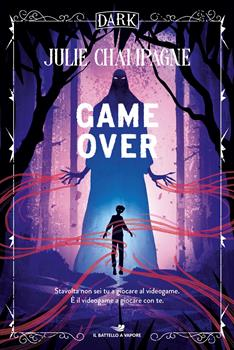 DARK
JULIE CHAMPAGNE
GAME
OVER
Stavolta non sei tu a giocare al videogame.
È il videogame a giocare con te.
IL BATTELLO A VAPORE